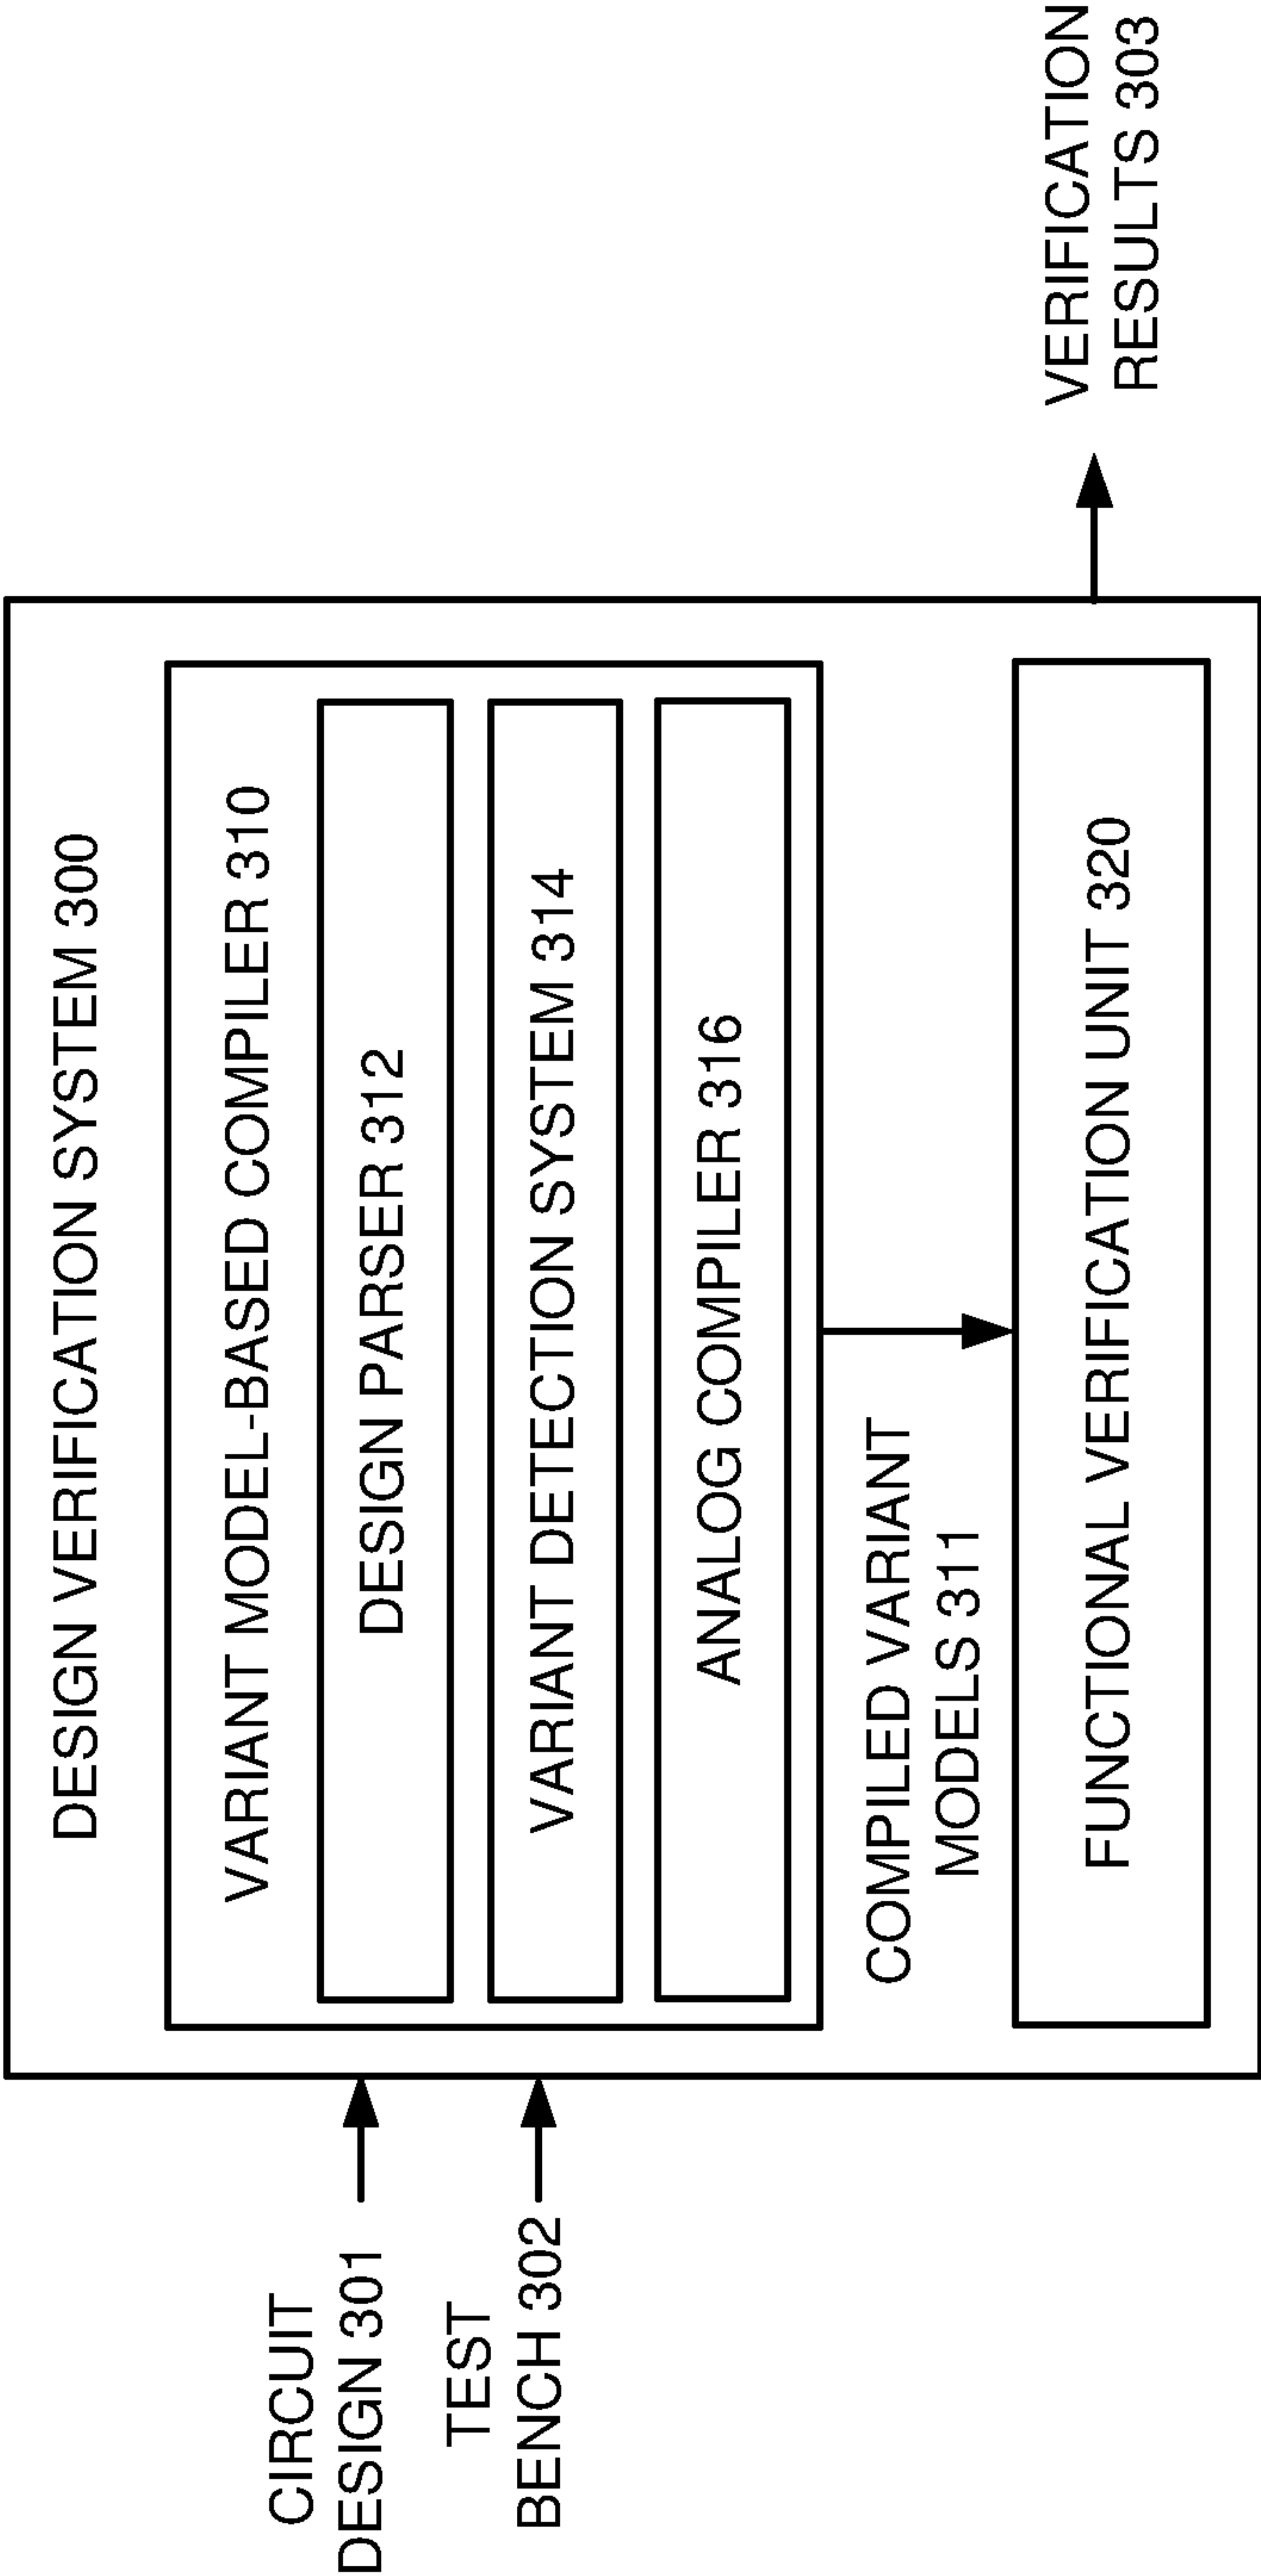 DESIGN VERIFICATION SYSTEM 300
VARIANT MODEL-BASED COMPILER 310
CIRCUIT
DESIGN 301
DESIGN PARSER 312
TEST
BENCH 302
VARIANT DETECTION SYSTEM 314
ANALOG COMPILER 316
COMPILED VARIANT
MODELS 311
FUNCTIONAL VERIFICATION UNIT 320
VERIFICATION
RESULTS 303